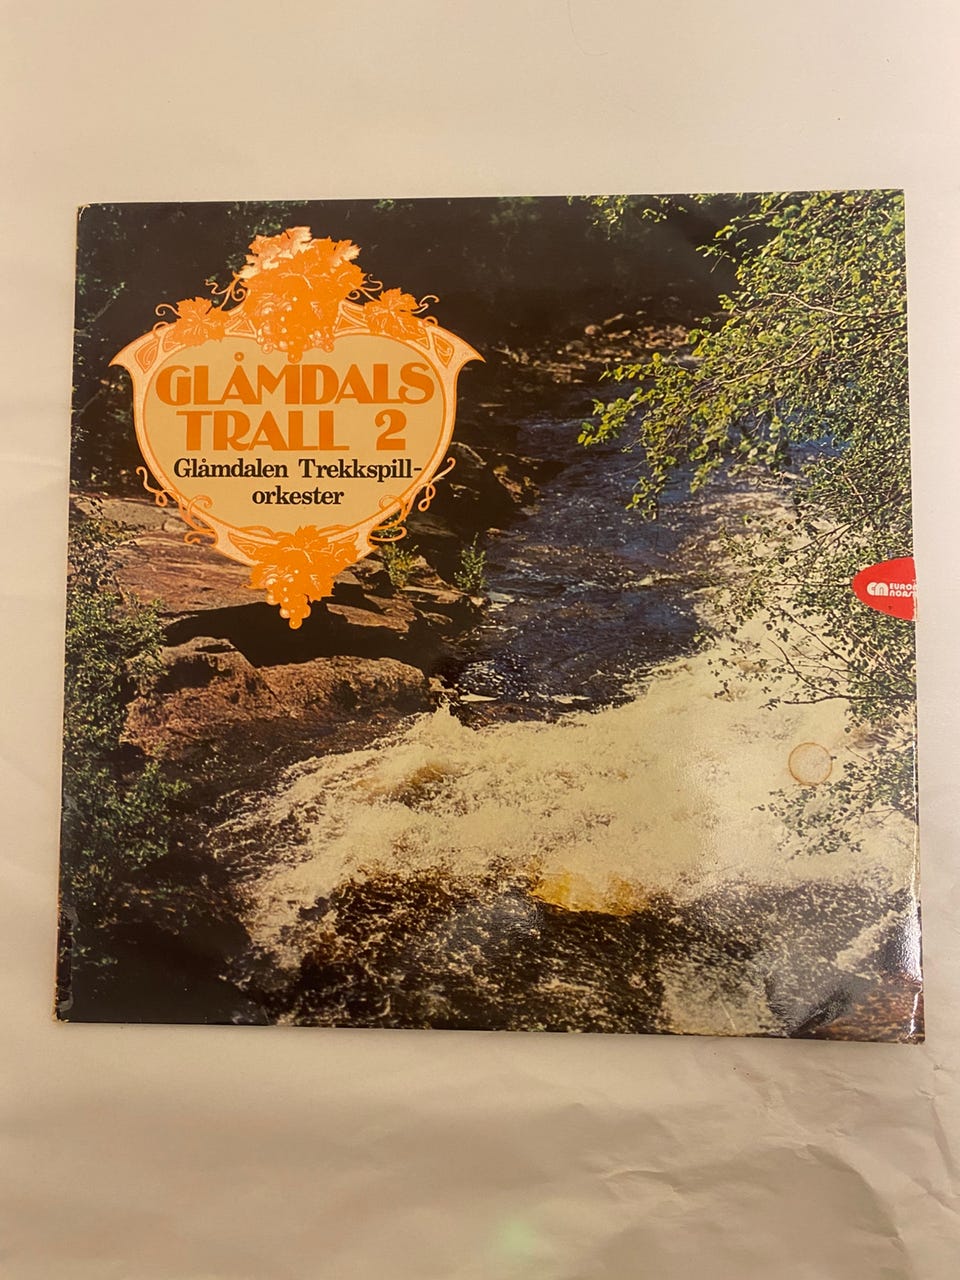 GLÅMDALS
TRALL 2
Glåmdalen Trekkspill-
orkester